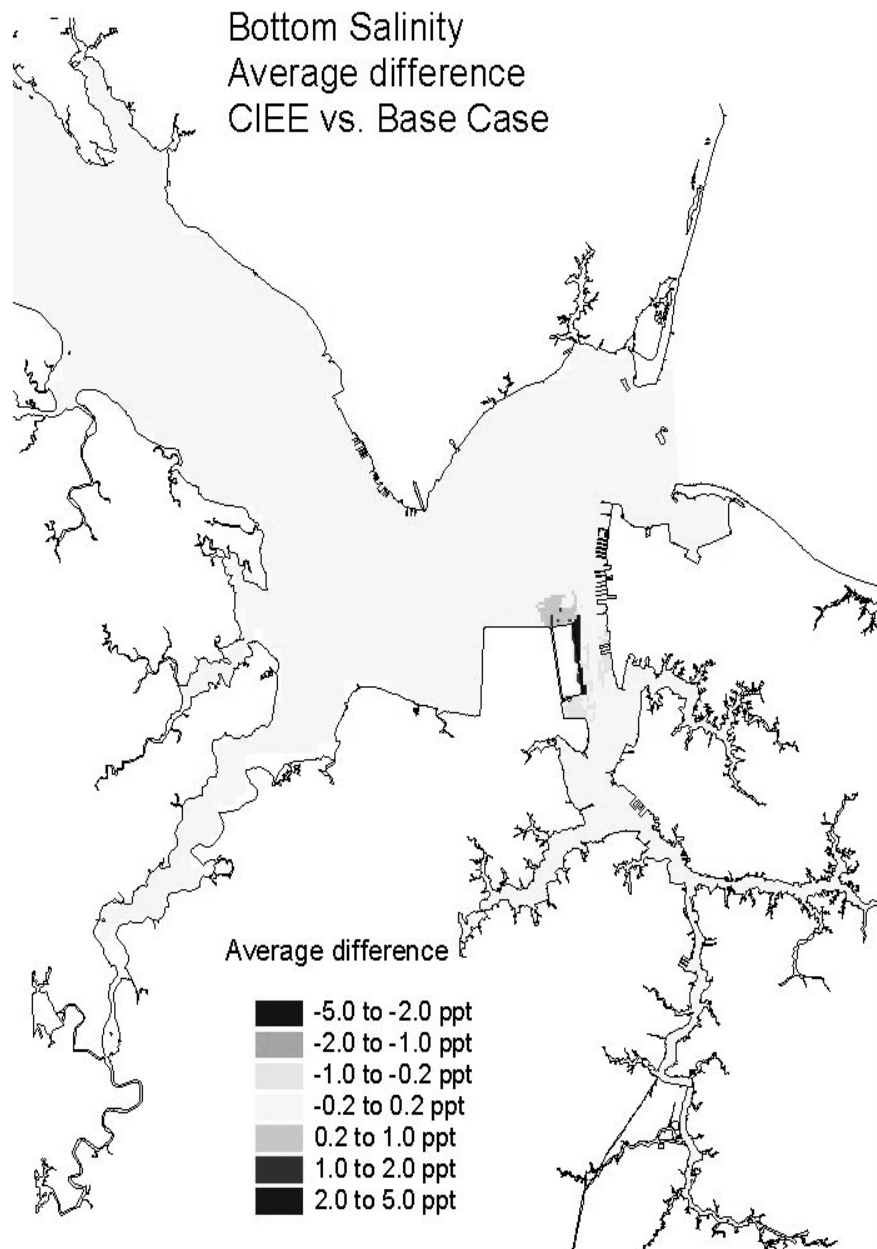 Bottom Salinity
Average difference
CIEE vs. Base Case
Average difference
-5.0 to -2.0 ppt
-2.0 to -1.0 ppt
-1.0 to -0.2 ppt
-0.2 to 0.2 ppt
0.2 to 1.0 ppt
1.0 to 2.0 ppt
2.0 to 5.0 ppt